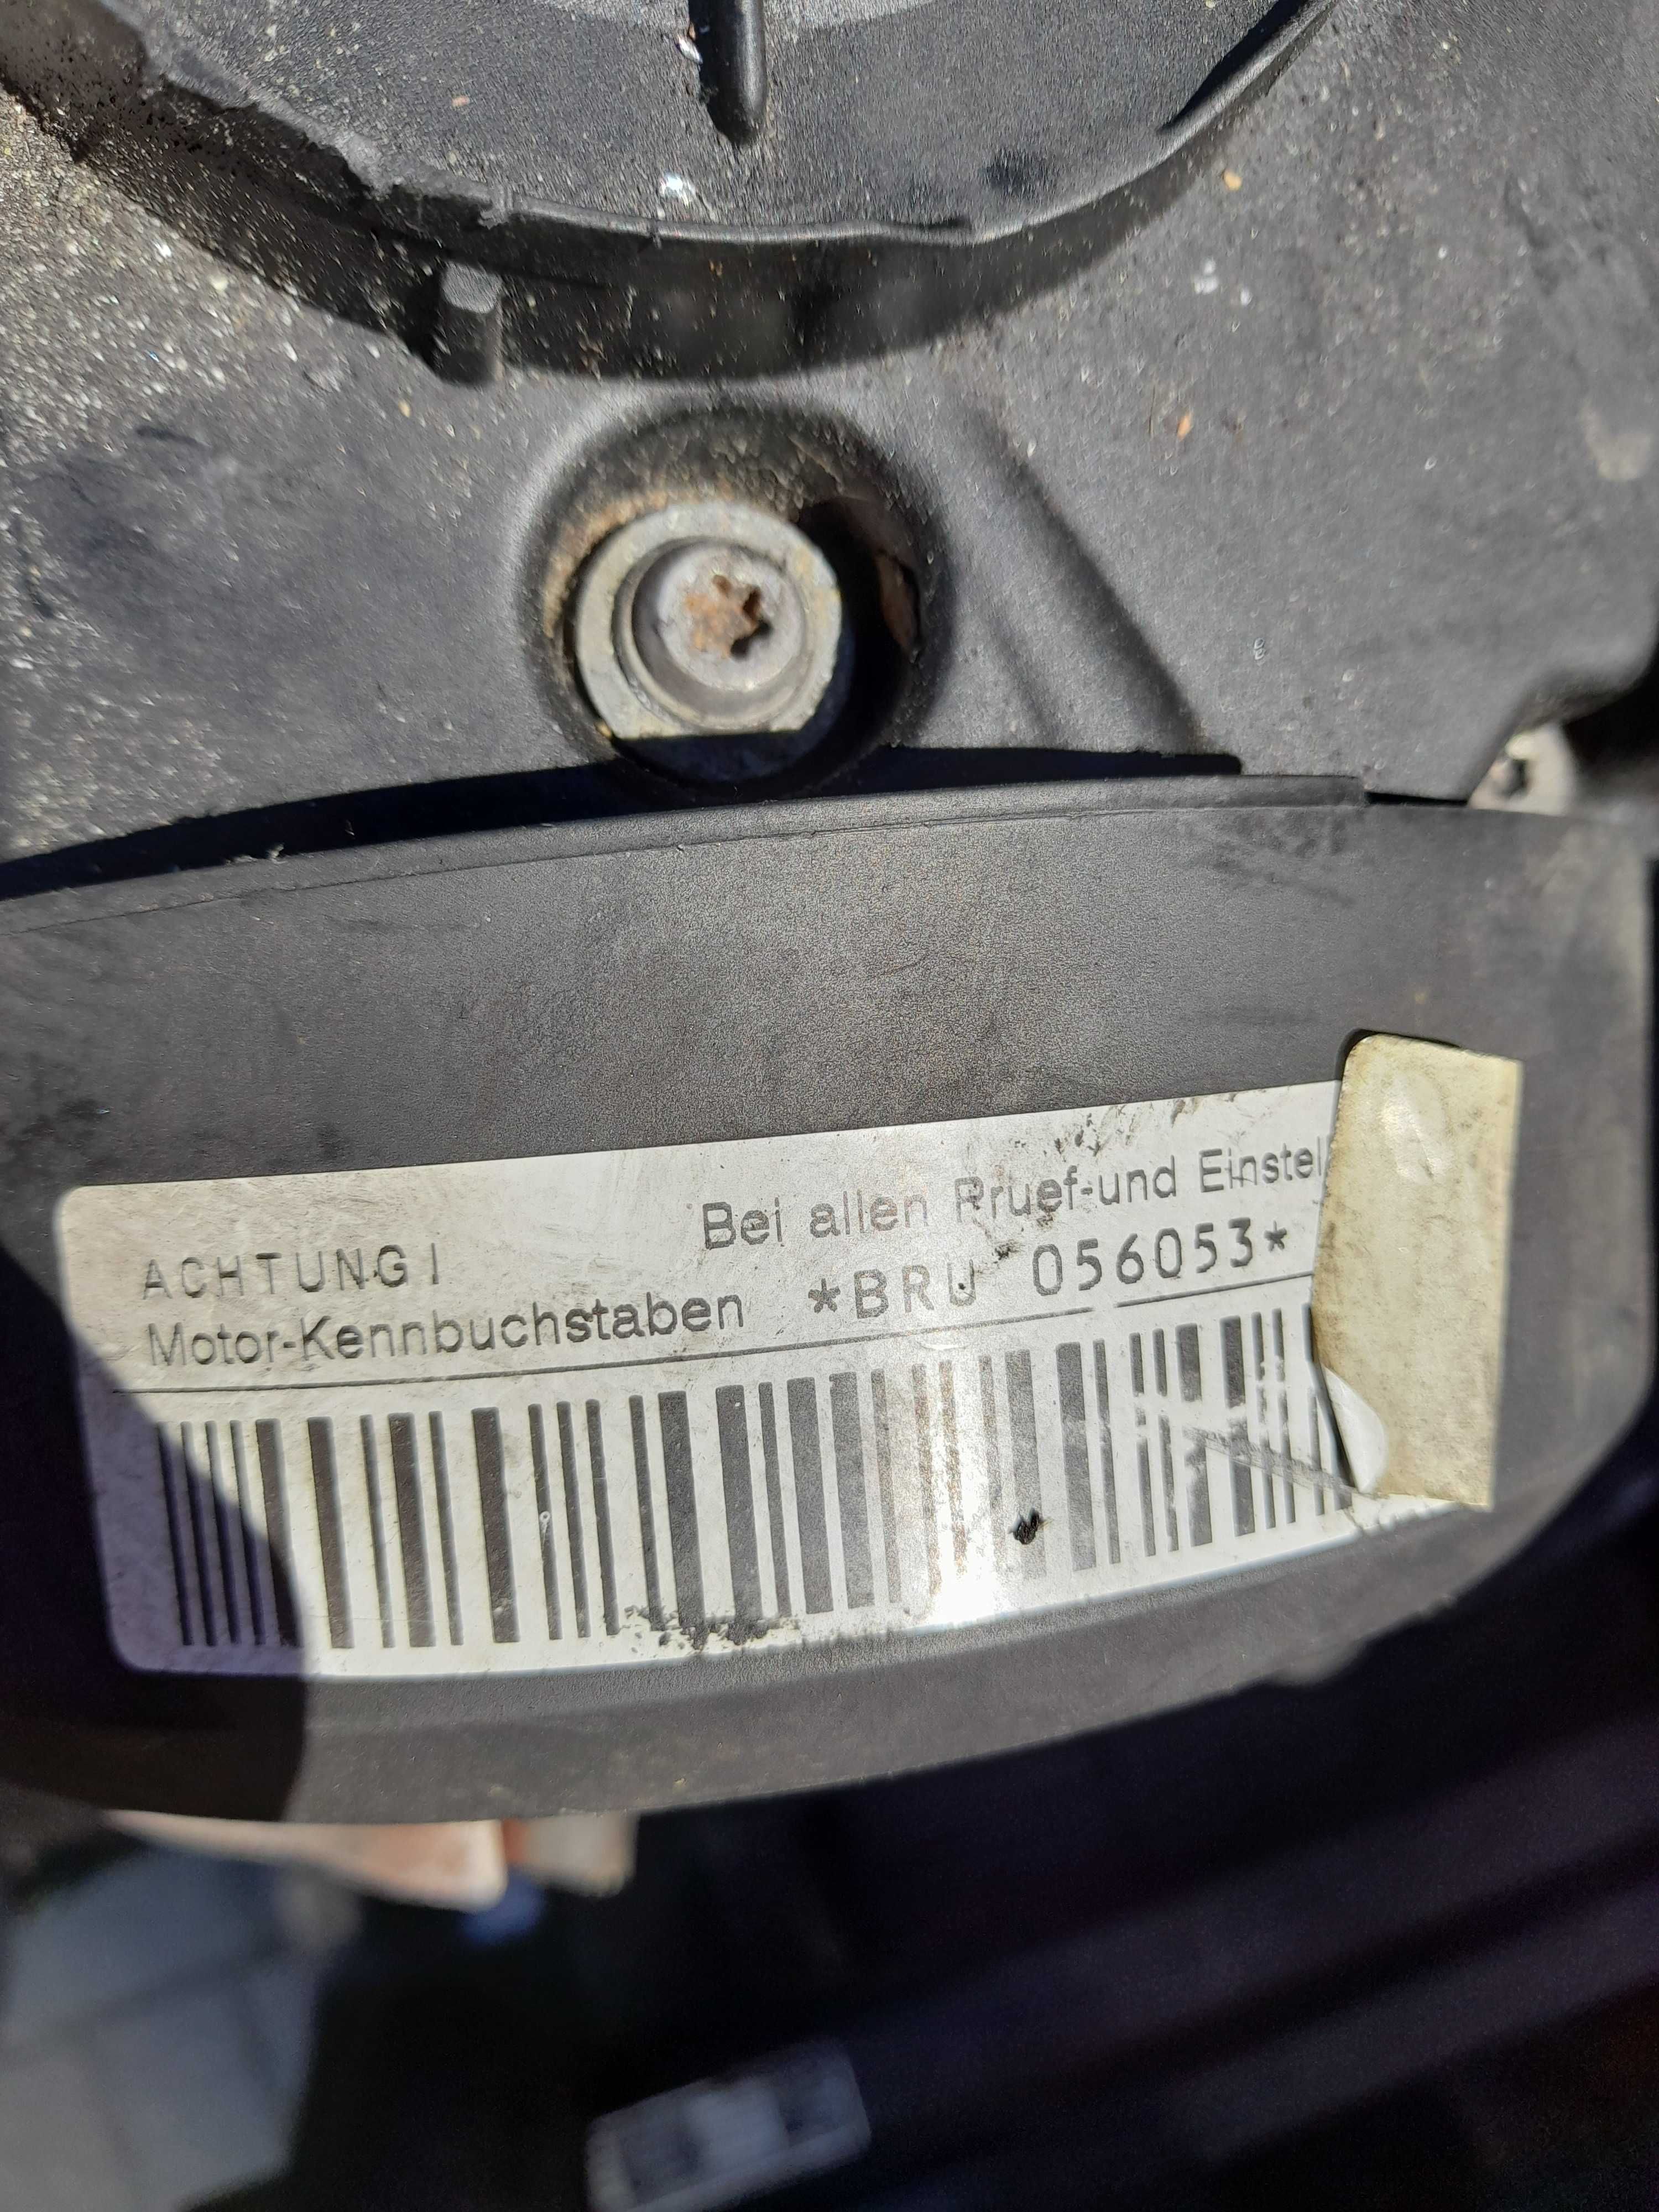 ACHTUNG! Bei allen Pruef-und Einstel
Motor-Kennbuchstaben *BRU 056053*